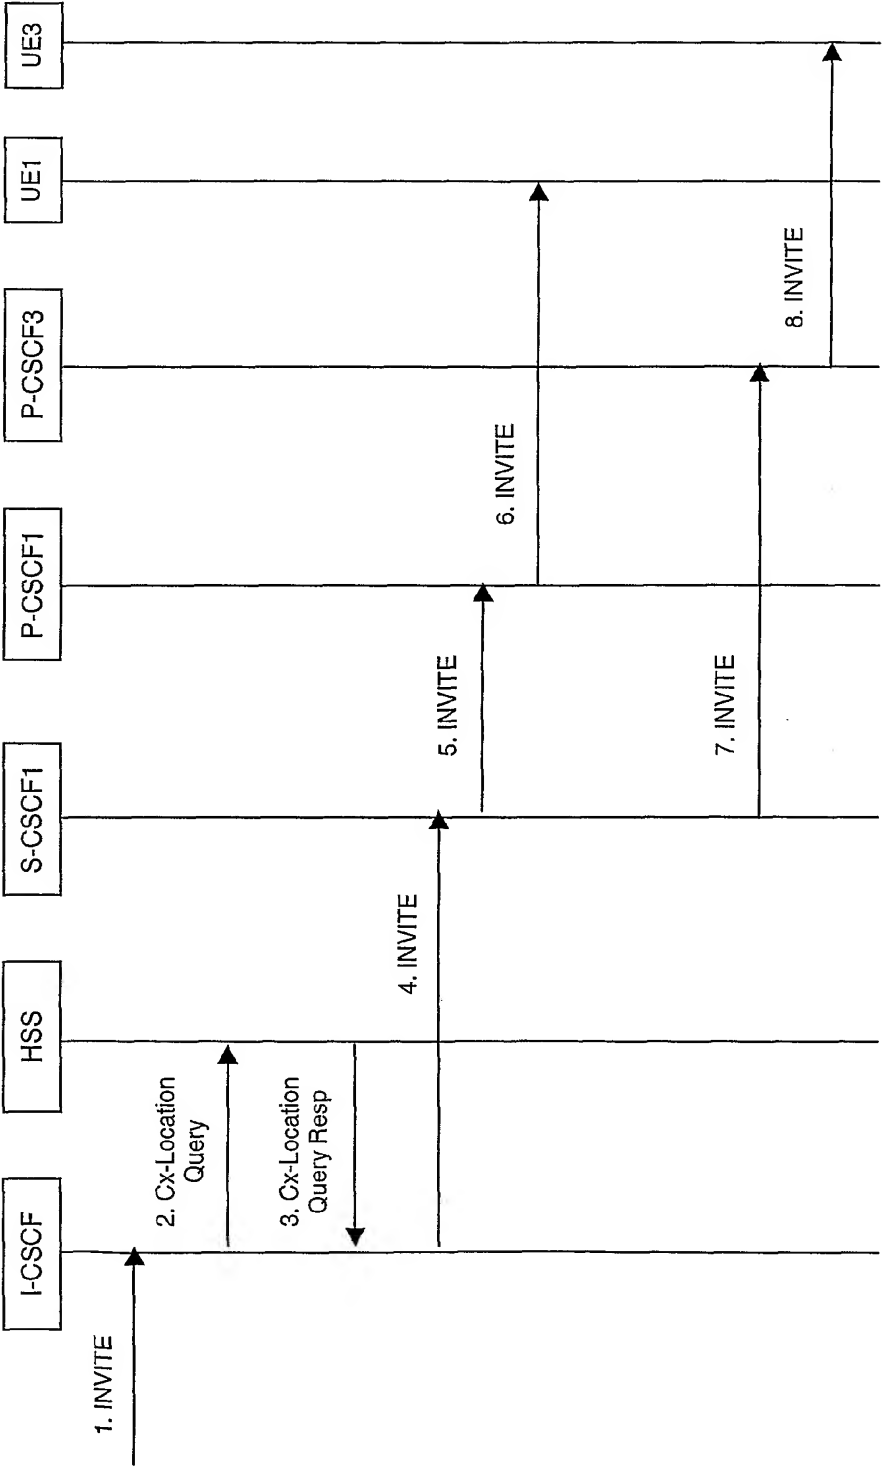 I-CSCF
HSS
S-CSCF1
P-CSCF1
P-CSCF3
UE1
UE3
1. INVITE
2. Cx-Location
Query
3. Cx-Location
Query Resp
4. INVITE
5. INVITE
6. INVITE
7. INVITE
8. INVITE